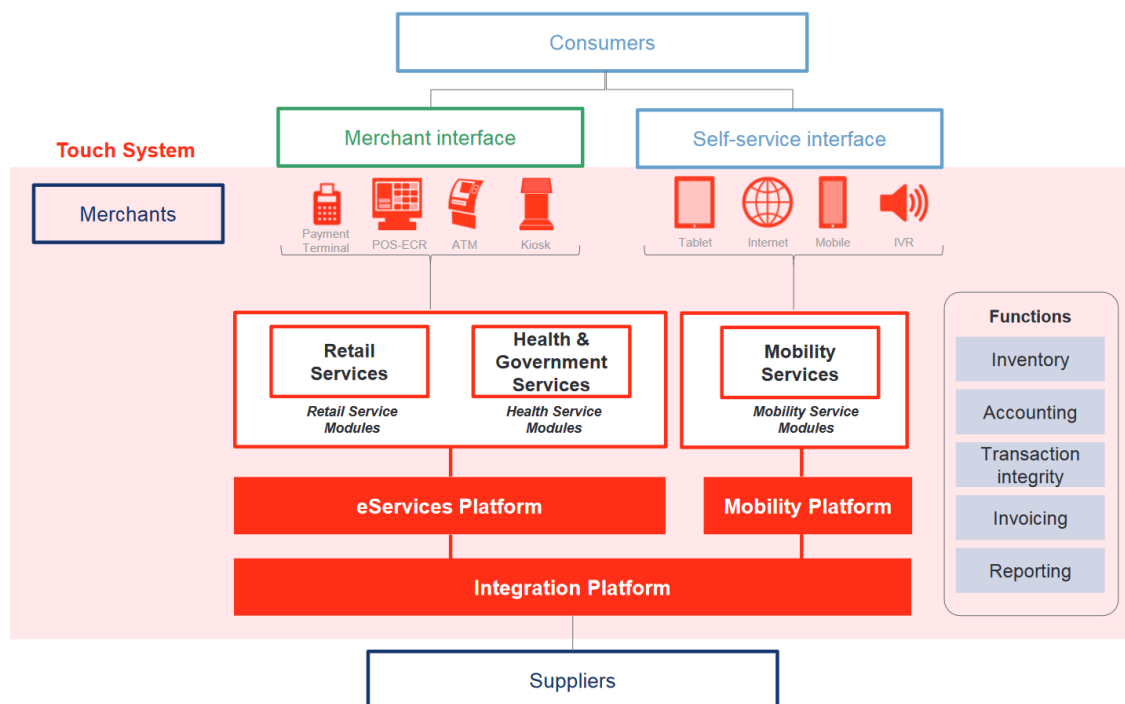 Consumers
Merchant interface
Self-service interface
Touch System
Merchants
Payment
Terminal
POS-ECR
ATM
Kiosk
Tablet
Internet
Mobile
IVR
Retail
Services
Retail Service
Modules
Health &
Government
Services
Health Service
Modules
Mobility
Services
Mobility Service
Modules
Functions
Inventory
Accounting
Transaction
integrity
Invoicing
Reporting
eServices Platform
Mobility Platform
Integration Platform
Suppliers